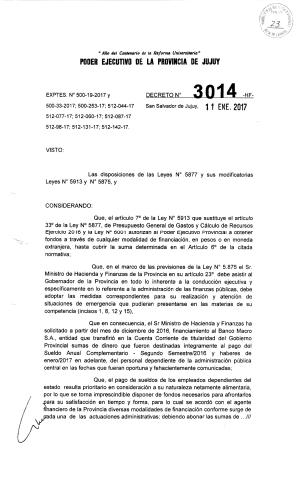 23
" Año del Centenario de la Reforma Universitaria"
PODER EJECUTIVO DE LA PROVINCIA DE JUJUY
EXPTES. N° 500-19-2017 y
500-33-2017; 500-253-17; 512-044-17
512-077-17; 512-060-17; 512-087-17
512-98-17; 512-131-17; 512-142-17.
DECRETO N° 3014 -HF-
San Salvador de Jujuy, 11 ENE. 2017
VISTO:
Las disposiciones de las Leyes N° 5877 y sus modificatorias
Leyes N° 5913 y N° 5875, y
CONSIDERANDO:
Que, el artículo 7° de la Ley N° 5913 que sustituye el artículo
33° de la Ley N° 5877, de Presupuesto General de Gastos y Cálculo de Recursos
Ejercicio 2016 y la Ley N° 6001 autorizan al Poder Ejecutivo Provincial a obtener
fondos a través de cualquier modalidad de financiación, en pesos o en moneda
extranjera, hasta cubrir la suma determinada en el Artículo 6° de la citada
normativa;
Que, en el marco de las previsiones de la Ley N° 5.875 el Sr.
Ministro de Hacienda y Finanzas de la Provincia en su artículo 23° debe asistir al
Gobernador de la Provincia en todo lo inherente a la conducción ejecutiva y
específicamente en lo referente a la administración de las finanzas públicas, debe
adoptar las medidas correspondientes para su realización y atención de
situaciones de emergencia que pudieran presentarse en las materias de su
competencia (incisos 1, 8, 12 y 15),
Que en consecuencia, el Sr Ministro de Hacienda y Finanzas ha
solicitado a partir del mes de diciembre de 2016, financiamiento al Banco Macro
S.A., entidad que transfirió en la Cuenta Corriente de titularidad del Gobierno
Provincial sumas de dinero que fueron destinadas íntegramente al pago del
Sueldo Anual Complementario - Segundo Semestre/2016 y haberes de
enero/2017 en adelante, del personal dependiente de la administración pública
central en las fechas que fueran oportuna y fehacientemente comunicadas;
Que, el pago de sueldos de los empleados dependientes del
estado resulta prioritario en consideración a su naturaleza netamente alimentaria,
por lo que se torna imprescindible disponer de fondos necesarios para afrontarlos
para su satisfacción en tiempo y forma, para lo cual se acordó con el agente
financiero de la Provincia diversas modalidades de financiación conforme surge de
cada una de las actuaciones administrativas; debiendo abonar las sumas de ...///